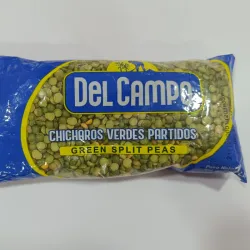 DEL CAMPO
CHICHAROS VERDES PARTIDOS
GREEN SPLIT PEAS